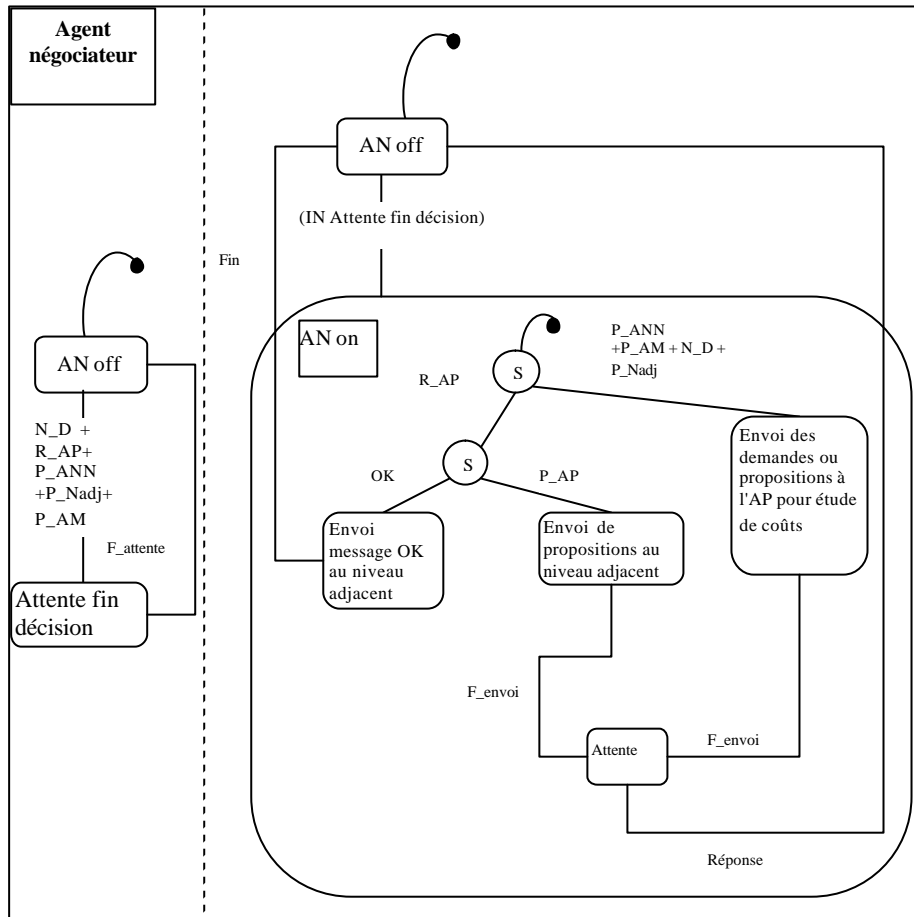 Agent
négociateur
AN off
(IN Attente fin décision)
Fin
AN off
N_D +
R_AP+
P_ANN
+P_Nadj+
P_AM
F_attente
Attente fin
décision
AN on
P_ANN
+P_AM + N_D +
P_Nadj
R_AP
S
S
OK
P_AP
Envoi des
demandes ou
propositions à
l'AP pour étude
de coûts
Envoi
message OK
au niveau
adjacent
Envoi de
propositions au
niveau adjacent
F_envoi
F_envoi
Attente
Réponse